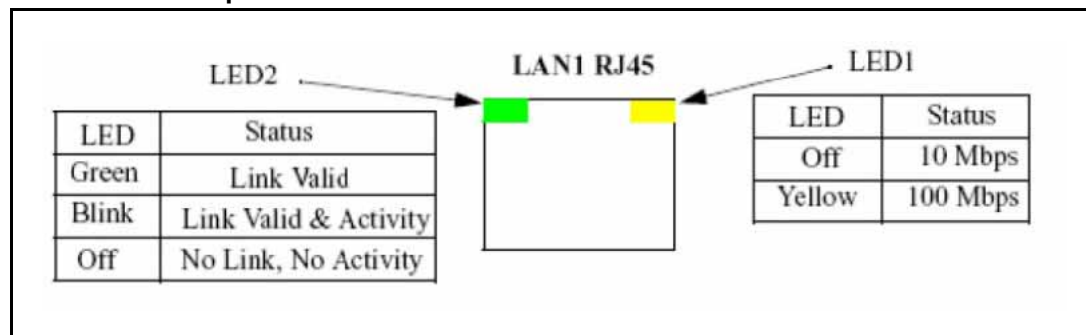 LAN1 RJ45
LED2
LED1
LED Status
Green Link Valid
Blink Link Valid & Activity
Off No Link, No Activity
LED Status
Off 10 Mbps
Yellow 100 Mbps